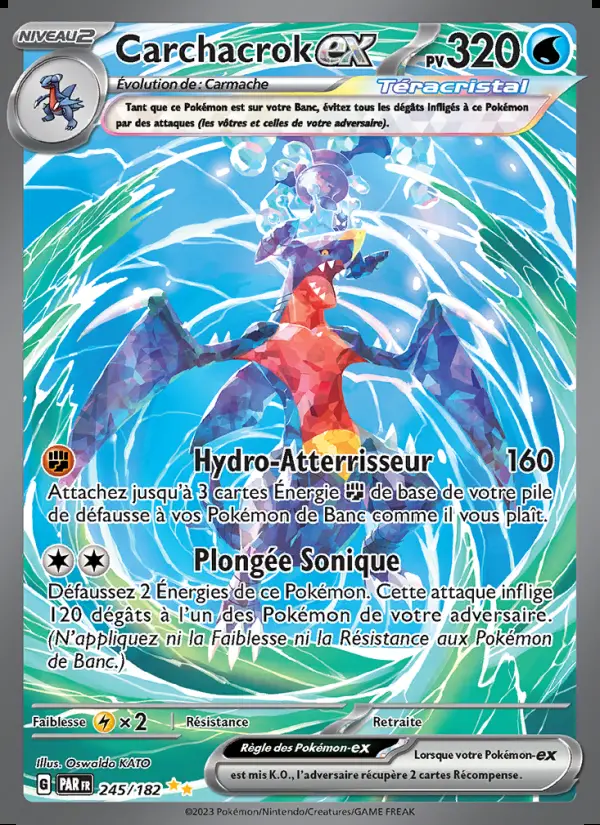 NIVEAU 2
Carchacrok ex PV 320
Évolution de : Carmache
Téracristal
Tant que ce Pokémon est sur votre Banc, évitez tous les dégâts infligés à ce Pokémon
par des attaques (les vôtres et celles de votre adversaire).
Hydro-Atterrisseur 160
Attachez jusqu'à 3 cartes Énergie de base de votre pile
de défausse à vos Pokémon de Banc comme il vous plaît.
Plongée Sonique
Défaussez 2 Énergies de ce Pokémon. Cette attaque inflige
120 dégâts à l'un des Pokémon de votre adversaire.
(N'appliquez ni la Faiblesse ni la Résistance aux Pokémon
de Banc.)
Faiblesse ×2 Résistance Retraite
Règle des Pokémon-ex Lorsque votre Pokémon-ex
est mis K.O., l'adversaire récupère 2 cartes Récompense.
Illus. Oswaldo KATO
G PAR FR 245/182
©2023 Pokémon/Nintendo/Creatures/GAME FREAK